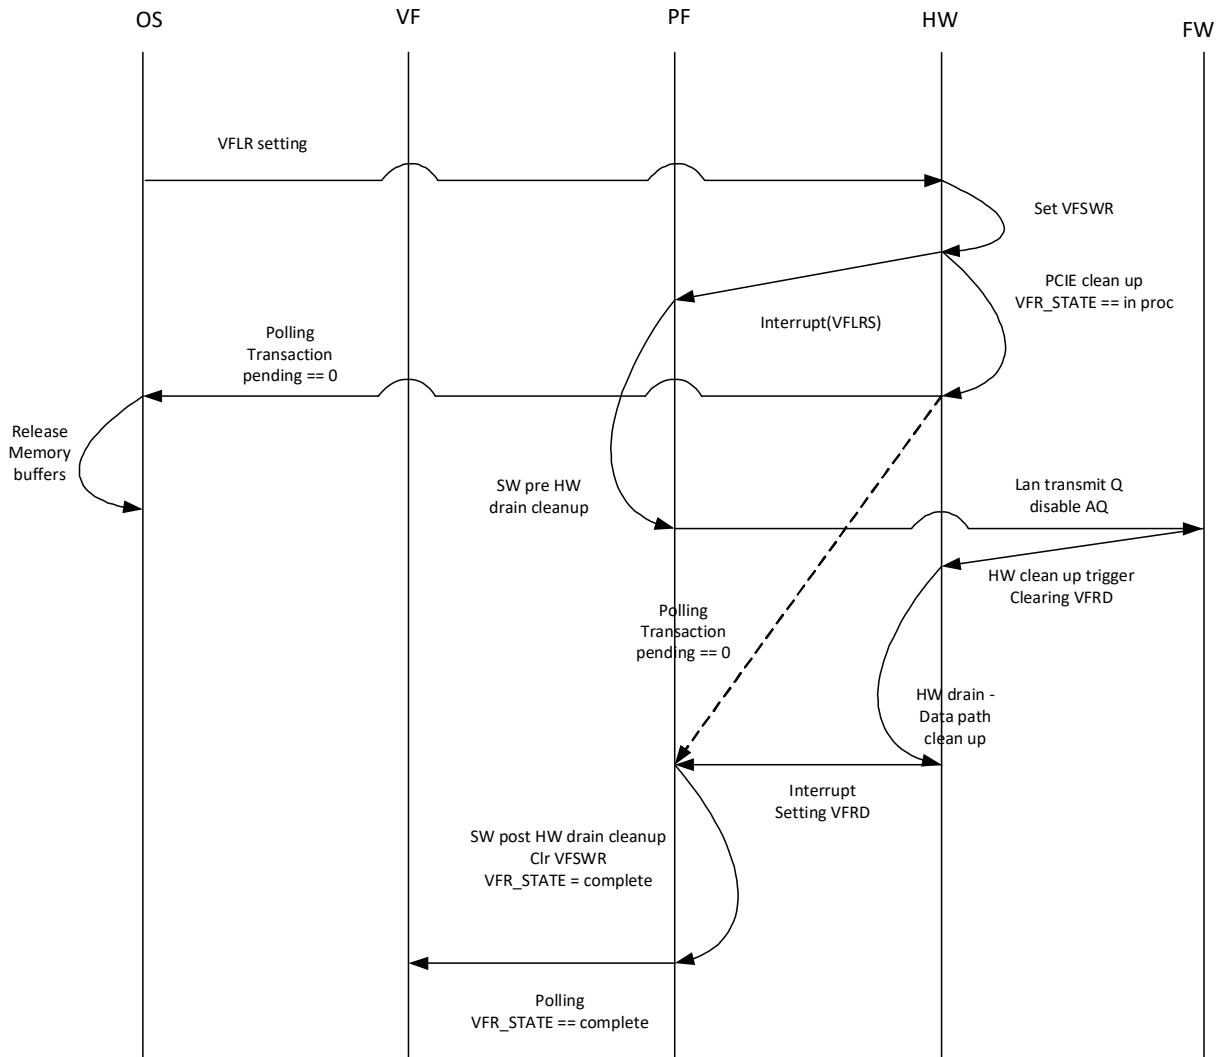 OS
VF
PF
HW
FW
VFLR setting
Set VFSWR
PCIE clean up
VFR_STATE == in proc
Interrupt(VFLRS)
Polling
Transaction
pending == 0
Release
Memory
buffers
SW pre HW
drain cleanup
Lan transmit Q
disable AQ
HW clean up trigger
Clearing VFRD
Polling
Transaction
pending == 0
HW drain -
Data path
clean up
Interrupt
Setting VFRD
SW post HW drain cleanup
Clr VFSWR
VFR_STATE = complete
Polling
VFR_STATE == complete